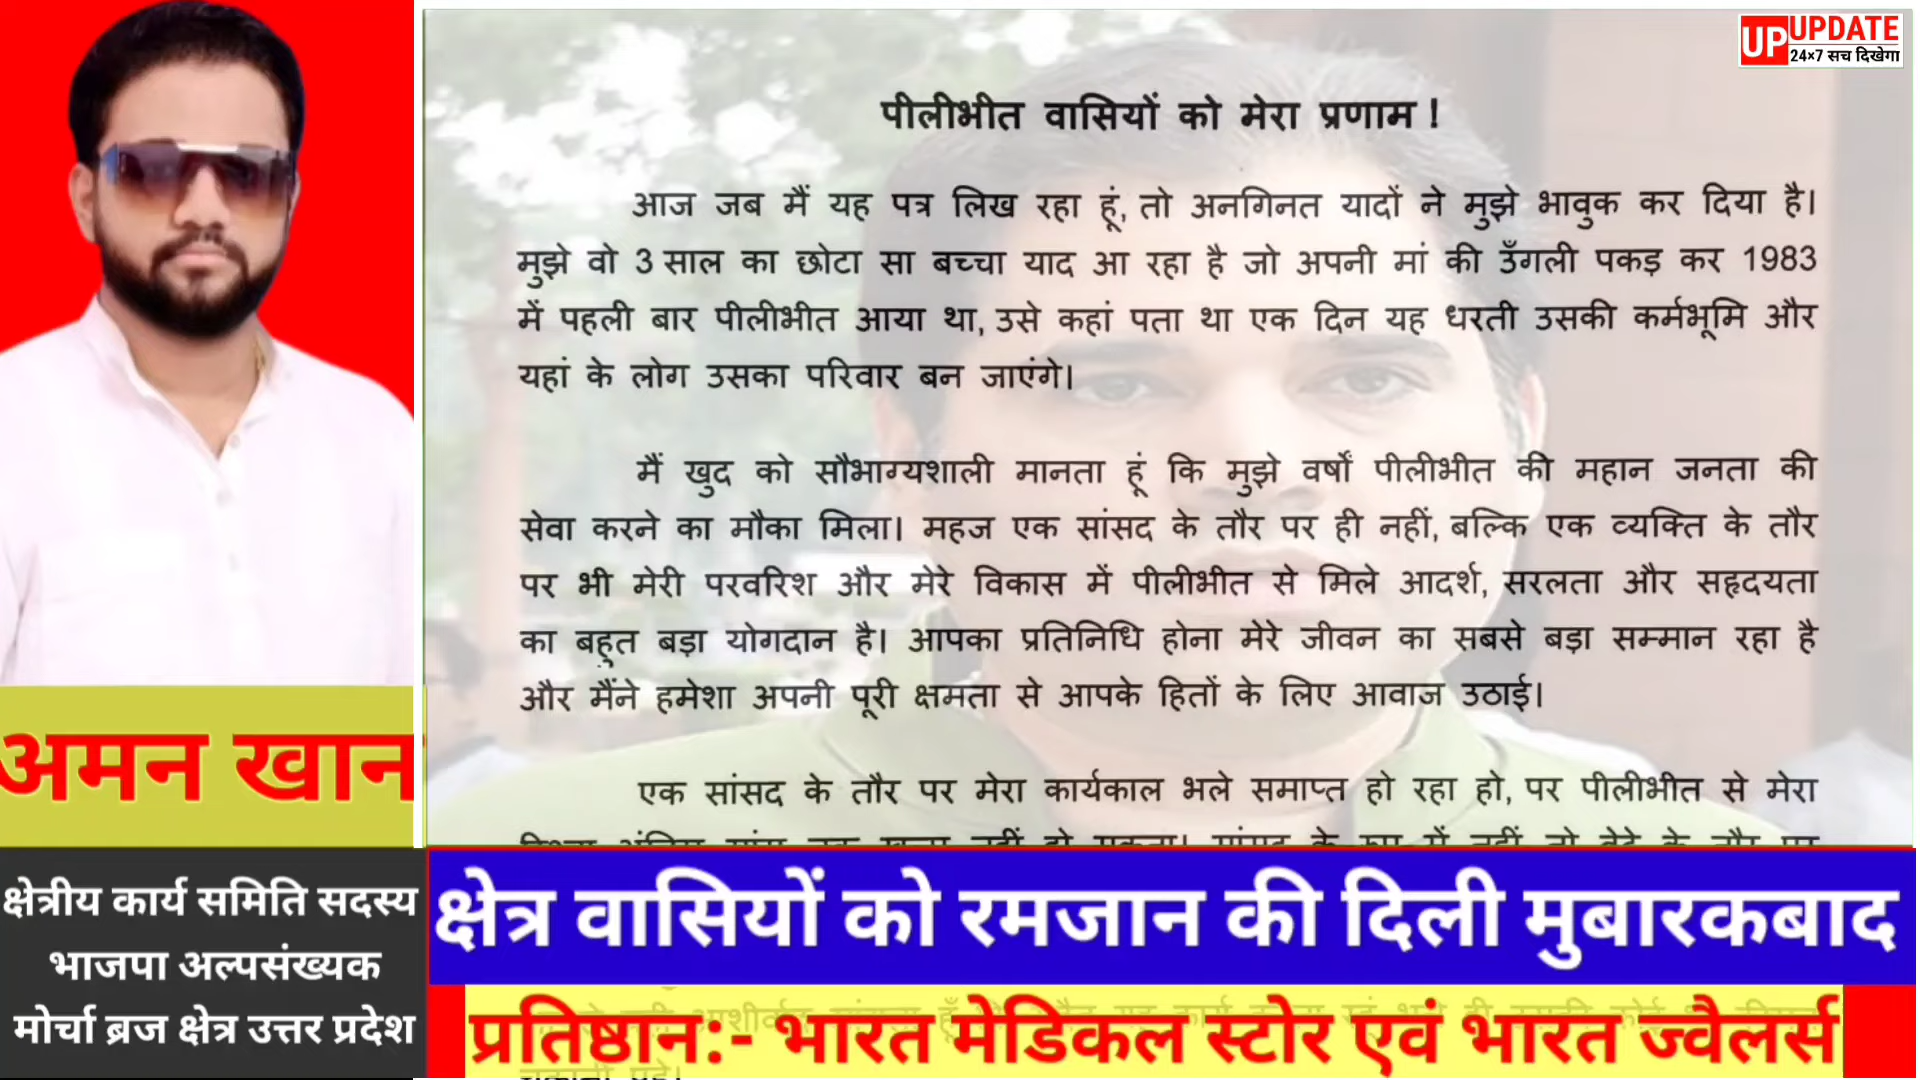 UP UPDATE
24×7 सच दिखेगा
पीलीभीत वासियों को मेरा प्रणाम !
आज जब मैं यह पत्र लिख रहा हूं, तो अनगिनत यादों ने मुझे भावुक कर दिया है।
मुझे वो 3 साल का छोटा सा बच्चा याद आ रहा है जो अपनी मां की उँगली पकड़ कर 1983
में पहली बार पीलीभीत आया था, उसे कहां पता था एक दिन यह धरती उसकी कर्मभूमि और
यहां के लोग उसका परिवार बन जाएंगे।
मैं खुद को सौभाग्यशाली मानता हूं कि मुझे वर्षों पीलीभीत की महान जनता की
सेवा करने का मौका मिला। महज एक सांसद के तौर पर ही नहीं, बल्कि एक व्यक्ति के तौर
पर भी मेरी परवरिश और मेरे विकास में पीलीभीत से मिले आदर्श, सरलता और सहृदयता
का बहुत बड़ा योगदान है। आपका प्रतिनिधि होना मेरे जीवन का सबसे बड़ा सम्मान रहा है
और मैंने हमेशा अपनी पूरी क्षमता से आपके हितों के लिए आवाज उठाई।
एक सांसद के तौर पर मेरा कार्यकाल भले समाप्त हो रहा हो, पर पीलीभीत से मेरा
अमन खान
क्षेत्रीय कार्य समिति सदस्य
भाजपा अल्पसंख्यक
मोर्चा ब्रज क्षेत्र उत्तर प्रदेश
क्षेत्र वासियों को रमजान की दिली मुबारकबाद
प्रतिष्ठान:- भारत मेडिकल स्टोर एवं भारत ज्वैलर्स